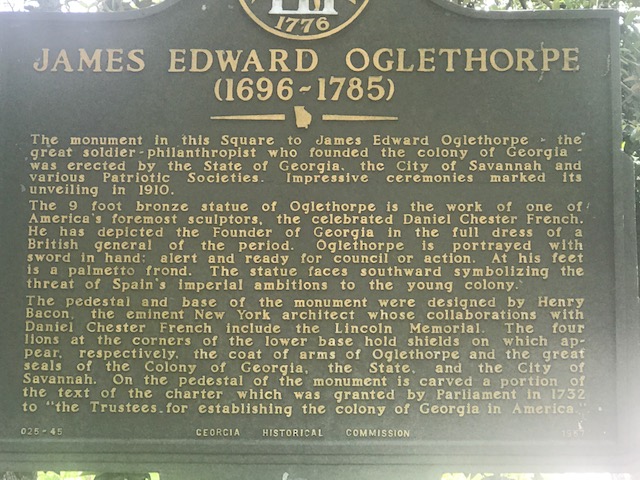 1776
JAMES EDWARD OGLETHORPE
(1696-1785)
The monument in this Square to James Edward Oglethorpe - the
great soldier-philanthropist who founded the colony of Georgia -
was erected by the State of Georgia, the City of Savannah and
various Patriotic Societies. Impressive ceremonies marked its
unveiling in 1910.
The 9 foot bronze statue of Oglethorpe is the work of one of
America's foremost sculptors, the celebrated Daniel Chester French.
He has depicted the Founder of Georgia in the full dress of a
British general of the period. Oglethorpe is portrayed with
sword in hand; alert and ready for council or action. At his feet
is a palmetto frond. The statue faces southward symbolizing the
threat of Spain's imperial ambitions to the young colony.
The pedestal and base of the monument were designed by Henry
Bacon, the eminent New York architect whose collaborations with
Daniel Chester French include the Lincoln Memorial. The four
lions at the corners of the lower base hold shields on which ap-
pear, respectively, the coat of arms of Oglethorpe and the great
seals of the Colony of Georgia, the State, and the City of
Savannah. On the pedestal of the monument is carved a portion of
the text of the charter which was granted by Parliament in 1732
to "the Trustees for establishing the colony of Georgia in America."
025-45 GEORGIA HISTORICAL COMMISSION